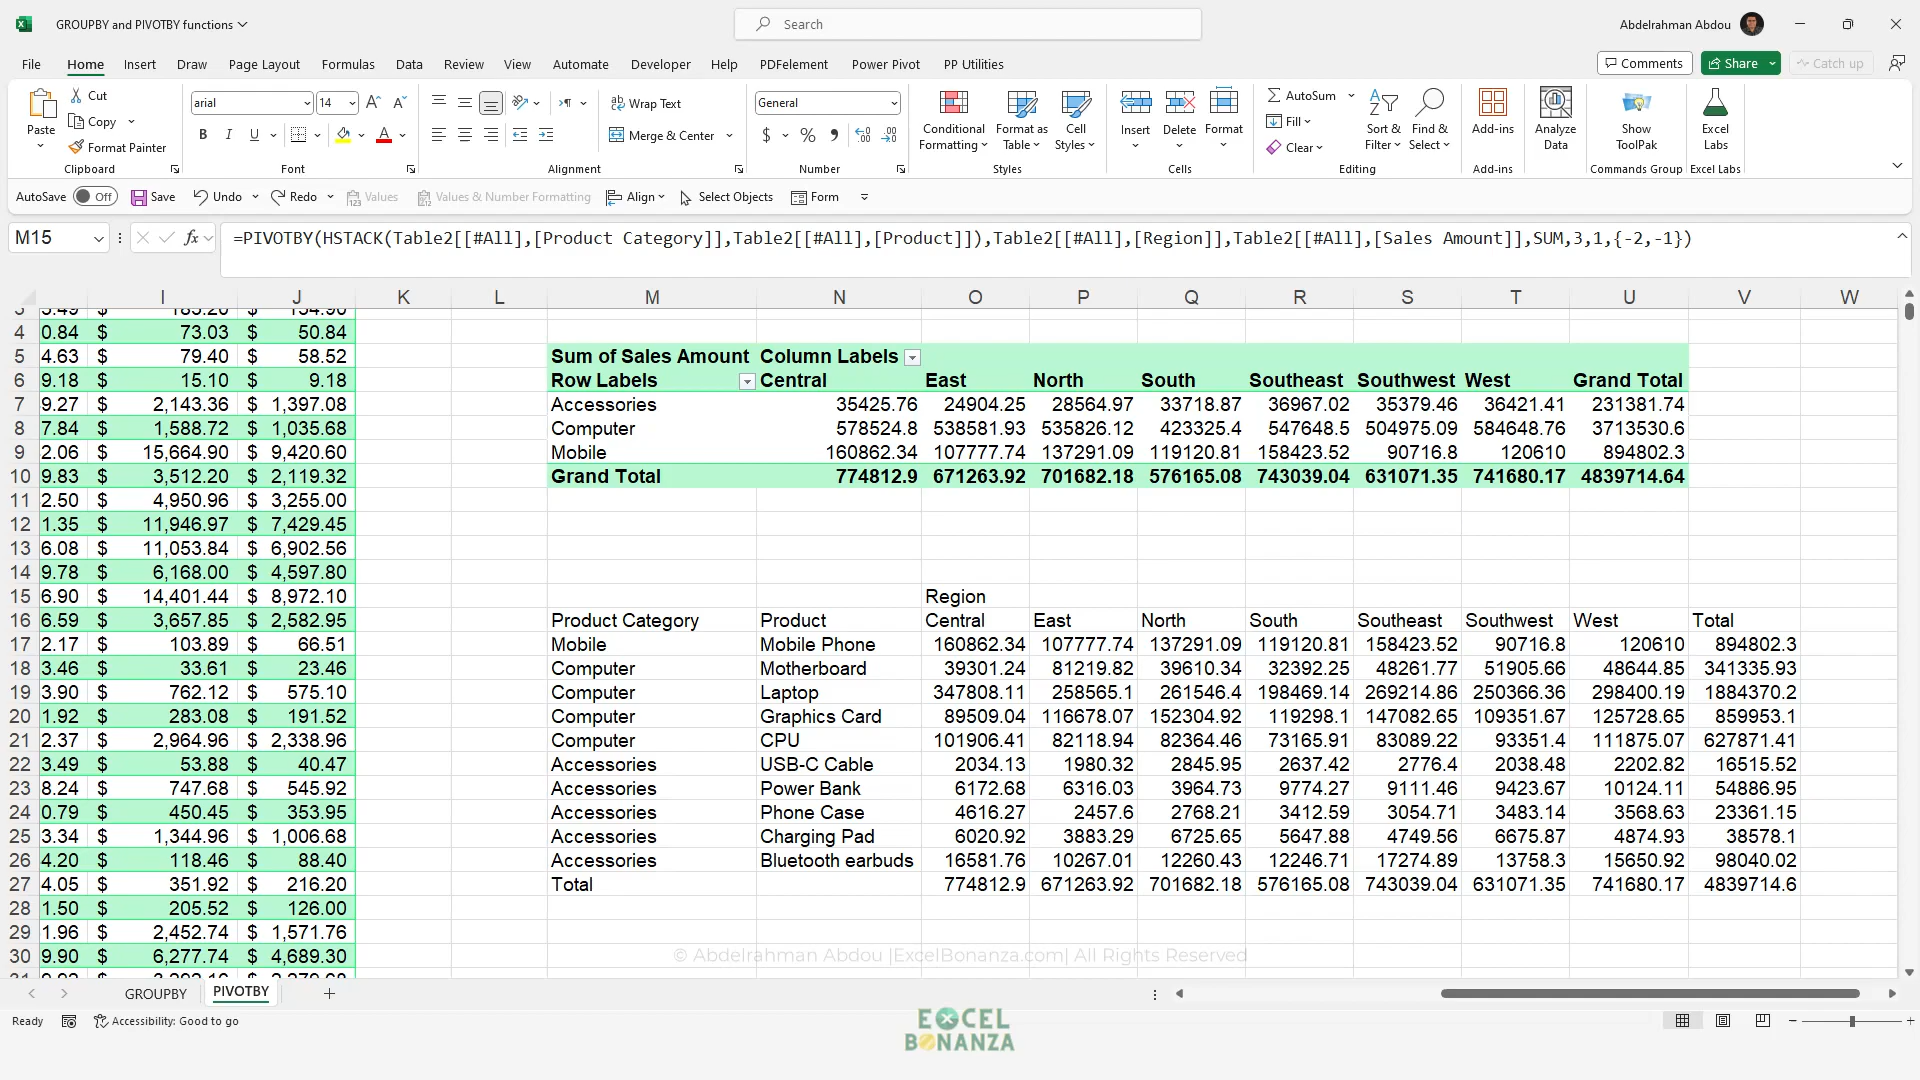 GROUPBY and PIVOTBY functions
Search
Abdelrahman Abdou
File Home Insert Draw Page Layout Formulas Data Review View Automate Developer Help PDFelement Power Pivot PP Utilities
Comments Share Catch up
Paste Cut Copy Format Painter
Clipboard
arial 14
B I U
Font
Wrap Text
Merge & Center
Alignment
General
$ % 9
Number
Conditional Formatting Format as Table Cell Styles
Styles
Insert Delete Format
Cells
AutoSum Fill Clear Sort & Filter Find & Select
Editing
Add-ins
Add-ins
Analyze Data
Show ToolPak
Commands Group
Excel Labs
Excel Labs
AutoSave Off Save Undo Redo Values Values & Number Formatting Align Select Objects Form
M15 fx =PIVOTBY(HSTACK(Table2[[#All],[Product Category]],Table2[[#All],[Product]]),Table2[[#All],[Region]],Table2[[#All],[Sales Amount]],SUM,3,1,{-2,-1})
I J K L M N O P Q R S T U V W
4 0.84 $ 73.03 $ 50.84
5 4.63 $ 79.40 $ 58.52 Sum of Sales Amount Column Labels
6 9.18 $ 15.10 $ 9.18 Row Labels Central East North South Southeast Southwest West Grand Total
7 9.27 $ 2,143.36 $ 1,397.08 Accessories 35425.76 24904.25 28564.97 33718.87 36967.02 35379.46 36421.41 231381.74
8 7.84 $ 1,588.72 $ 1,035.68 Computer 578524.8 538581.93 535826.12 423325.4 547648.5 504975.09 584648.76 3713530.6
9 2.06 $ 15,664.90 $ 9,420.60 Mobile 160862.34 107777.74 137291.09 119120.81 158423.52 90716.8 120610 894802.3
10 9.83 $ 3,512.20 $ 2,119.32 Grand Total 774812.9 671263.92 701682.18 576165.08 743039.04 631071.35 741680.17 4839714.64
11 2.50 $ 4,950.96 $ 3,255.00
12 1.35 $ 11,946.97 $ 7,429.45
13 6.08 $ 11,053.84 $ 6,902.56
14 9.78 $ 6,168.00 $ 4,597.80
15 6.90 $ 14,401.44 $ 8,972.10 Region
16 6.59 $ 3,657.85 $ 2,582.95 Product Category Product Central East North South Southeast Southwest West Total
17 2.17 $ 103.89 $ 66.51 Mobile Mobile Phone 160862.34 107777.74 137291.09 119120.81 158423.52 90716.8 120610 894802.3
18 3.46 $ 33.61 $ 23.46 Computer Motherboard 39301.24 81219.82 39610.34 32392.25 48261.77 51905.66 48644.85 341335.93
19 3.90 $ 762.12 $ 575.10 Computer Laptop 347808.11 258565.1 261546.4 198469.14 269214.86 250366.36 298400.19 1884370.2
20 1.92 $ 283.08 $ 191.52 Computer Graphics Card 89509.04 116678.07 152304.92 119298.1 147082.65 109351.67 125728.65 859953.1
21 2.37 $ 2,964.96 $ 2,338.96 Computer CPU 101906.41 82118.94 82364.46 73165.91 83089.22 93351.4 111875.07 627871.41
22 3.49 $ 53.88 $ 40.47 Accessories USB-C Cable 2034.13 1980.32 2845.95 2637.42 2776.4 2038.48 2202.82 16515.52
23 8.24 $ 747.68 $ 545.92 Accessories Power Bank 6172.68 6316.03 3964.73 9774.27 9111.46 9423.67 10124.11 54886.95
24 0.79 $ 450.45 $ 353.95 Accessories Phone Case 4616.27 2457.6 2768.21 3412.59 3054.71 3483.14 3568.63 23361.15
25 3.34 $ 1,344.96 $ 1,006.68 Accessories Charging Pad 6020.92 3883.29 6725.65 5647.88 4749.56 6675.87 4874.93 38578.1
26 4.20 $ 118.46 $ 88.40 Accessories Bluetooth earbuds 16581.76 10267.01 12260.43 12246.71 17274.89 13758.3 15650.92 98040.02
27 4.05 $ 351.92 $ 216.20 Total 774812.9 671263.92 701682.18 576165.08 743039.04 631071.35 741680.17 4839714.6
28 1.50 $ 205.52 $ 126.00
29 1.96 $ 2,452.74 $ 1,571.76
30 9.90 $ 6,277.74 $ 4,689.30
© Abdelrahman Abdou |ExcelBonanza.com| All Rights Reserved
GROUPBY PIVOTBY
Ready Accessibility: Good to go
EXCEL
BONANZA